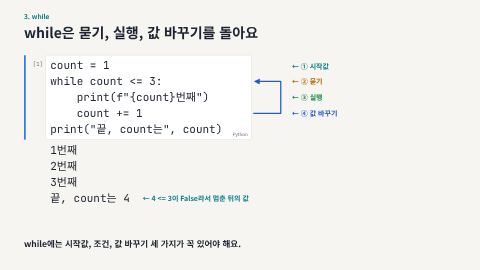 3. while
while은 묻기, 실행, 값 바꾸기를 돌아요
[1]
count = 1
while count <= 3:
    print(f"{count}번째")
    count += 1
print("끝, count는", count)
Python
← ① 시작값
← ② 묻기
← ③ 실행
← ④ 값 바꾸기
1번째
2번째
3번째
끝, count는 4
← 4 <= 3이 False라서 멈춘 뒤의 값
while에는 시작값, 조건, 값 바꾸기 세 가지가 꼭 있어야 해요.